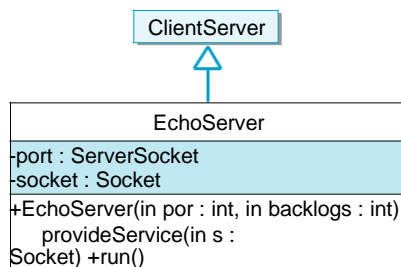 ClientServer
EchoServer
-port : ServerSocket
-socket : Socket
+EchoServer(in por : int, in backlogs : int)
provideService(in s :
Socket) +run()